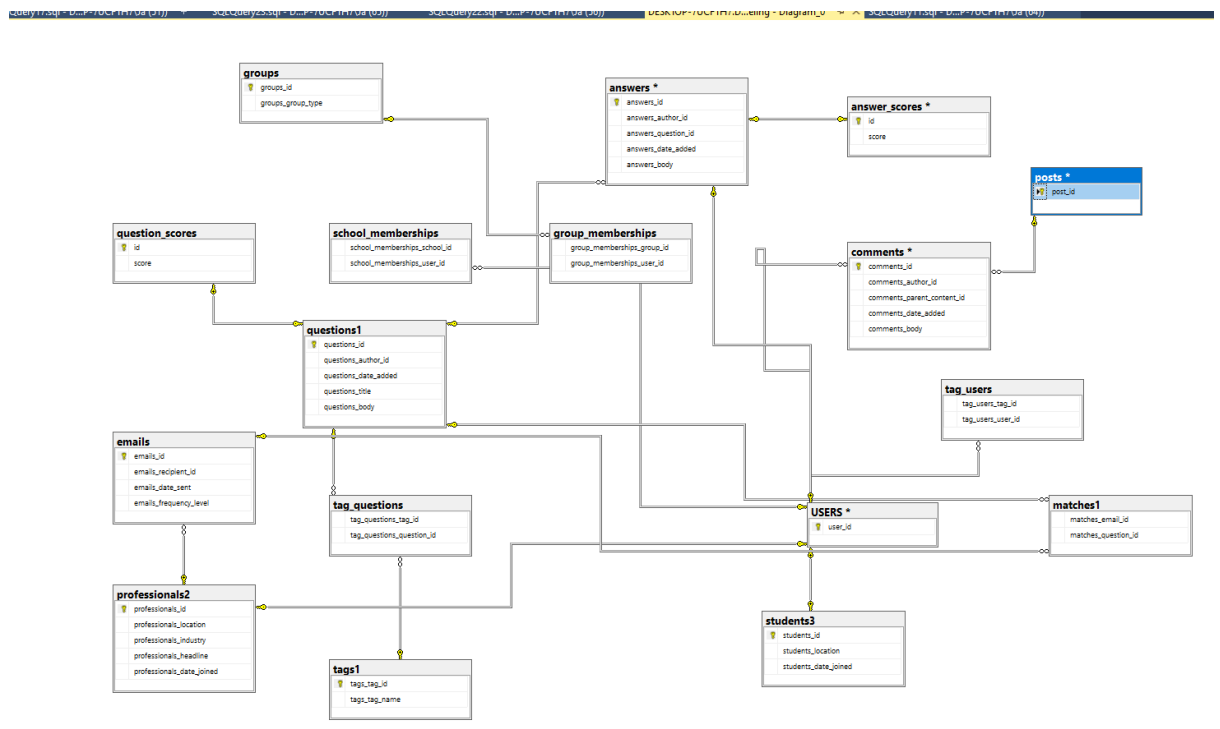 groups
groups_id
groups_group_type
answers *
answers_id
answers_author_id
answers_question_id
answers_date_added
answers_body
answer_scores *
id
score
posts *
post_id
question_scores
id
score
school_memberships
school_memberships_school_id
school_memberships_user_id
group_memberships
group_memberships_group_id
group_memberships_user_id
comments *
comments_id
comments_author_id
comments_parent_content_id
comments_date_added
comments_body
questions1
questions_id
questions_author_id
questions_date_added
questions_title
questions_body
tag_users
tag_users_tag_id
tag_users_user_id
emails
emails_id
emails_recipient_id
emails_date_sent
emails_frequency_level
tag_questions
tag_questions_tag_id
tag_questions_question_id
USERS *
user_id
matches1
matches_email_id
matches_question_id
professionals2
professionals_id
professionals_location
professionals_industry
professionals_headline
professionals_date_joined
students3
students_id
students_location
students_date_joined
tags1
tags_tag_id
tags_tag_name